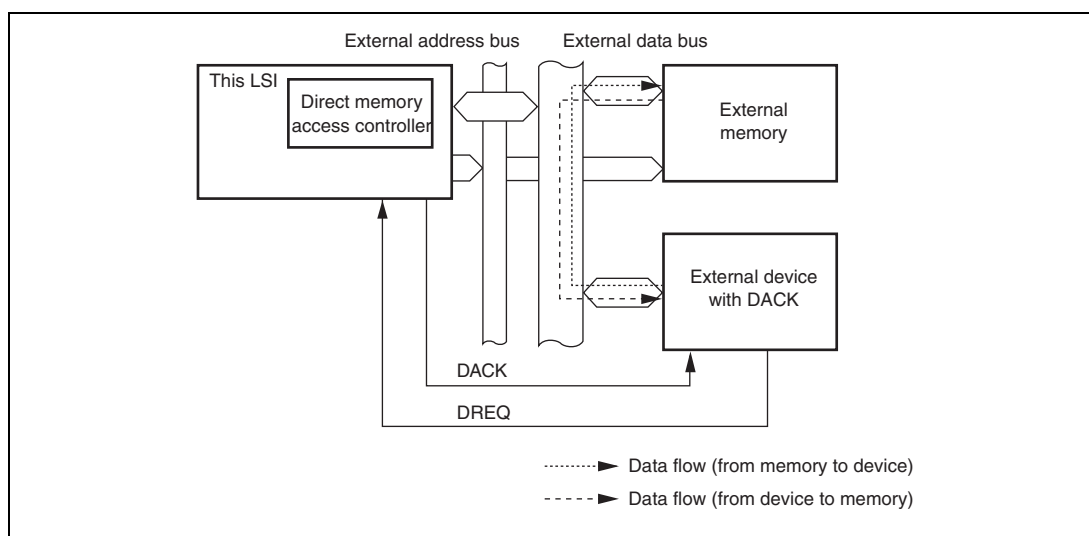 External address bus
External data bus
This LSI
Direct memory
access controller
External
memory
External device
with DACK
DACK
DREQ
Data flow (from memory to device)
Data flow (from device to memory)